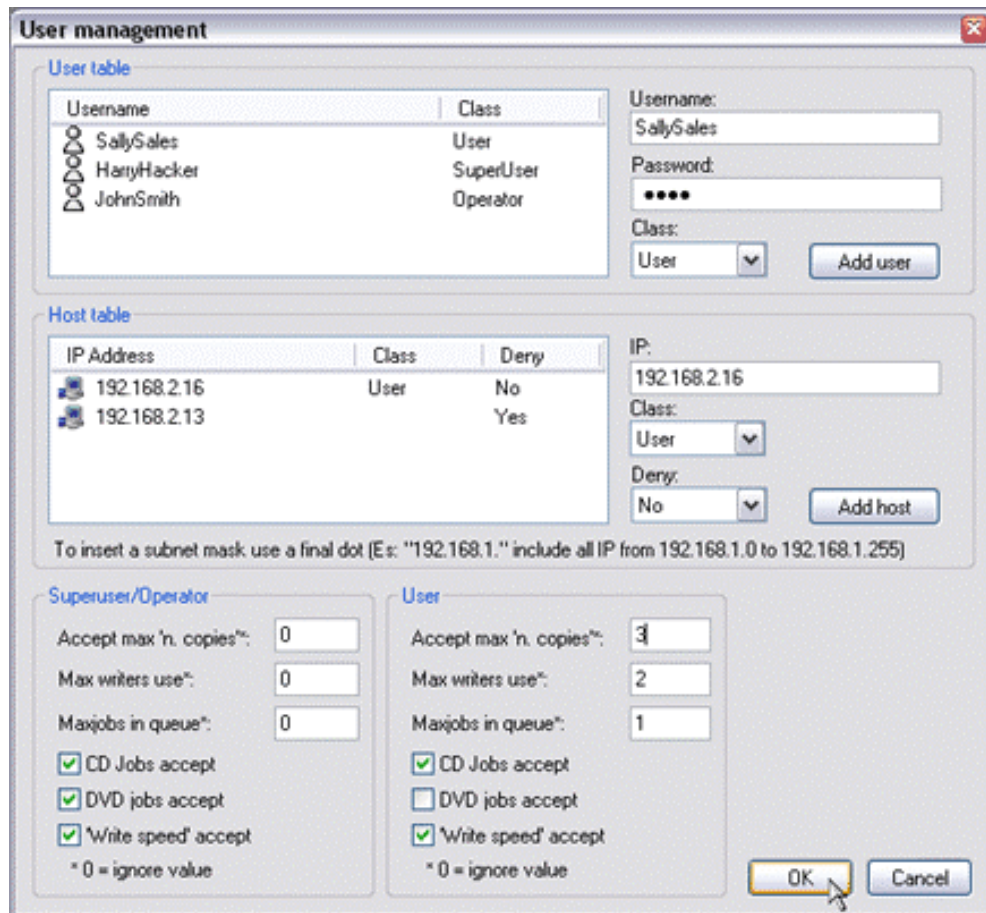 User management
User table
Username Class
SallySales User
HarryHacker SuperUser
JohnSmith Operator
Username:
SallySales
Password:
••••
Class:
User
Add user
Host table
IP Address Class Deny
192.168.2.16 User No
192.168.2.13 Yes
IP:
192.168.2.16
Class:
User
Deny:
No
Add host
To insert a subnet mask use a final dot (Es: "192.168.1." include all IP from 192.168.1.0 to 192.168.1.255)
Superuser/Operator
Accept max 'n. copies'*: 0
Max writers use*: 0
Maxjobs in queue*: 0
CD Jobs accept
DVD jobs accept
'Write speed' accept
* 0 = ignore value
User
Accept max 'n. copies'*: 3
Max writers use*: 2
Maxjobs in queue*: 1
CD Jobs accept
DVD jobs accept
'Write speed' accept
* 0 = ignore value
OK
Cancel